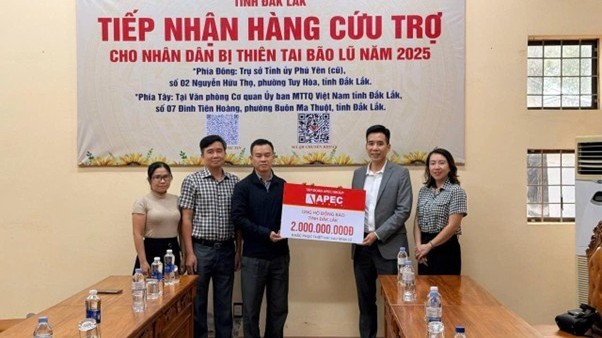 TỈNH ĐẮK LẮK
TIẾP NHẬN HÀNG CỨU TRỢ
CHO NHÂN DÂN BỊ THIÊN TAI BÃO LŨ NĂM 2025
*Phía Đông: Trụ sở Tỉnh ủy Phú Yên (cũ),
số 02 Nguyễn Hữu Thọ, phường Tuy Hòa, tỉnh Đắk Lắk.
*Phía Tây: Tại Văn phòng Cơ quan Ủy ban MTTQ Việt Nam tỉnh Đắk Lắk,
số 07 Đinh Tiên Hoàng, phường Buôn Ma Thuột, tỉnh Đắk Lắk.
TẬP ĐOÀN APEC GROUP
APEC
ỦNG HỘ ĐỒNG BÀO
TỈNH ĐẮK LẮK
2.000.000.000Đ